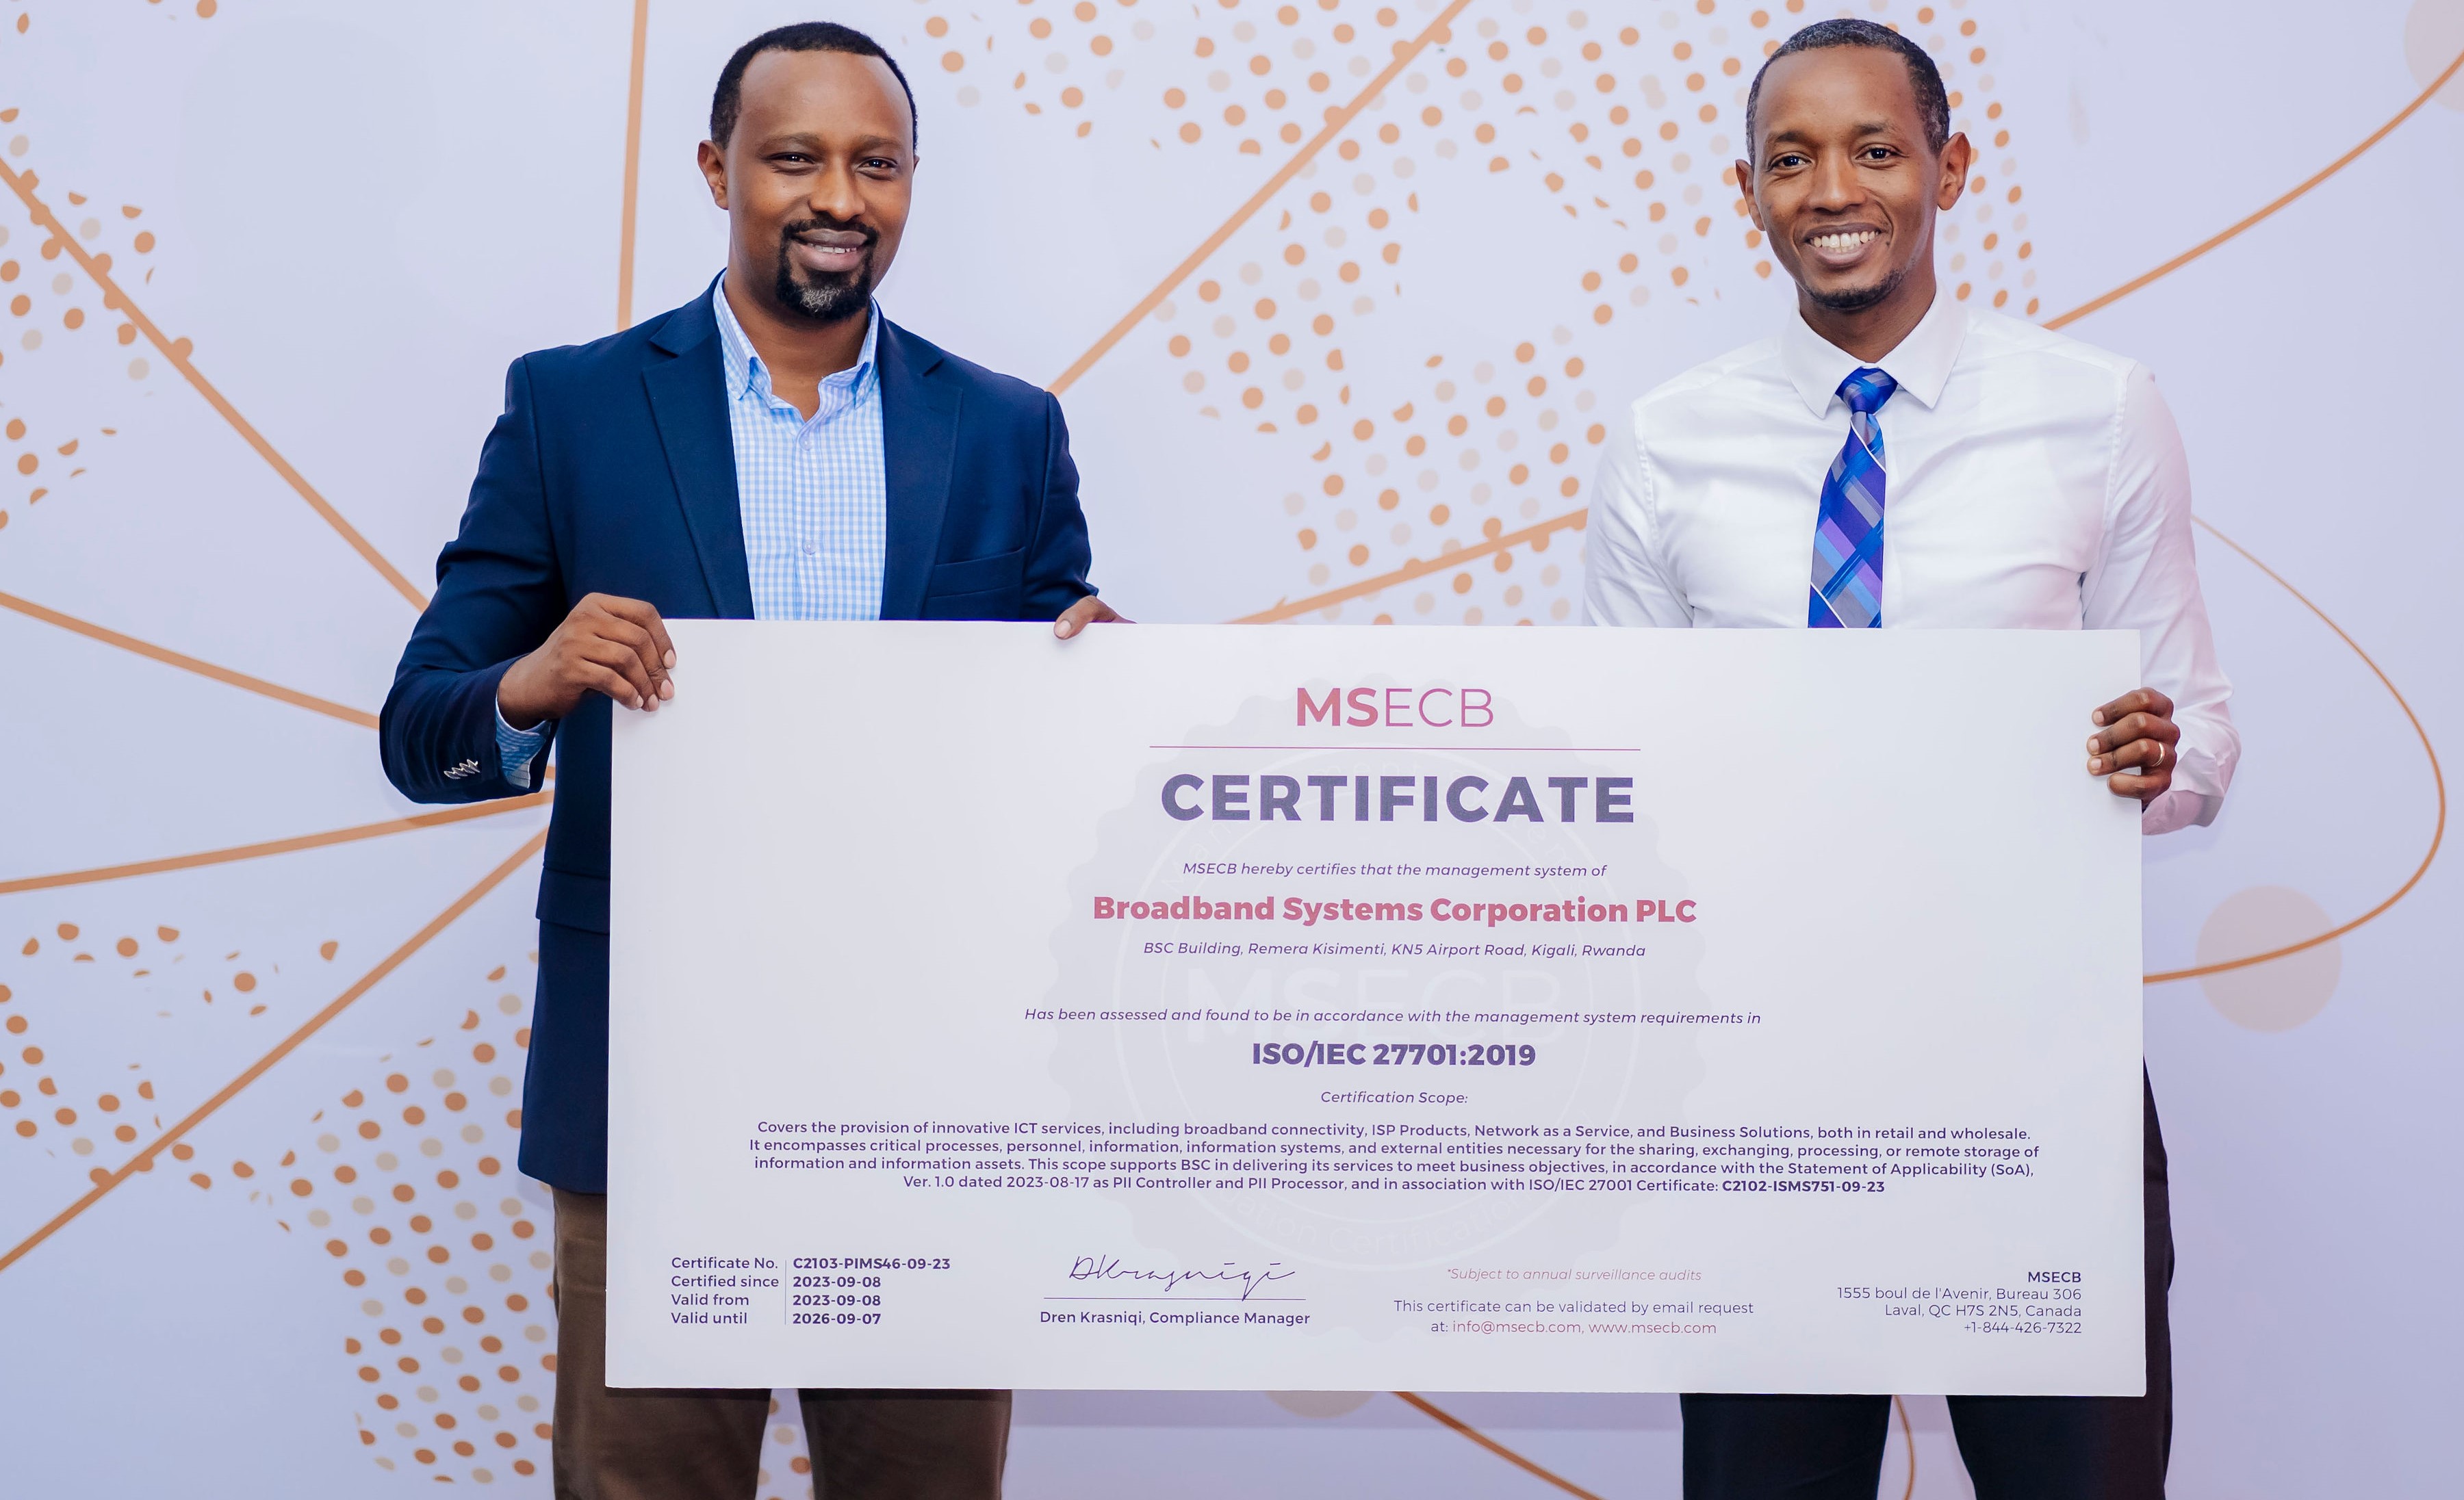 MSECB
CERTIFICATE
MSECB hereby certifies that the management system of
Broadband Systems Corporation PLC
BSC Building, Remera Kisimenti, KN5 Airport Road, Kigali, Rwanda
MSECB
Has been assessed and found to be in accordance with the management system requirements in
ISO/IEC 27701:2019
Certification Scope:
Covers the provision of innovative ICT services, including broadband connectivity, ISP Products, Network as a Service, and Business Solutions, both in retail and wholesale.
It encompasses critical processes, personnel, information, information systems, and external entities necessary for the sharing, exchanging, processing, or remote storage of
information and information assets. This scope supports BSC in delivering its services to meet business objectives, in accordance with the Statement of Applicability (SoA),
Ver. 1.0 dated 2023-08-17 as PII Controller and PII Processor, and in association with ISO/IEC 27001 Certificate: C2102-ISMS751-09-23
Certificate No. C2103-PIMS46-09-23
Certified since 2023-09-08
Valid from 2023-09-08
Valid until 2026-09-07
DKrasniqi
Dren Krasniqi, Compliance Manager
*Subject to annual surveillance audits
This certificate can be validated by email request
at: info@msecb.com, www.msecb.com
MSECB
1555 boul de l'Avenir, Bureau 306
Laval, QC H7S 2N5, Canada
+1-844-426-7322